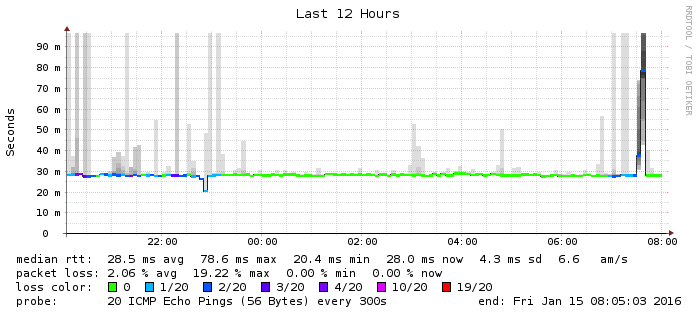 Last 12 Hours
RRDTOOL / TOBI OETIKER
Seconds
90 m
80 m
70 m
60 m
50 m
40 m
30 m
20 m
10 m
0
22:00 00:00 02:00 04:00 06:00 08:00
median rtt: 28.5 ms avg 78.6 ms max 20.4 ms min 28.0 ms now 4.3 ms sd 6.6 am/s
packet loss: 2.06 % avg 19.22 % max 0.00 % min 0.00 % now
loss color: 0 1/20 2/20 3/20 4/20 10/20 19/20
probe: 20 ICMP Echo Pings (56 Bytes) every 300s end: Fri Jan 15 08:05:03 2016